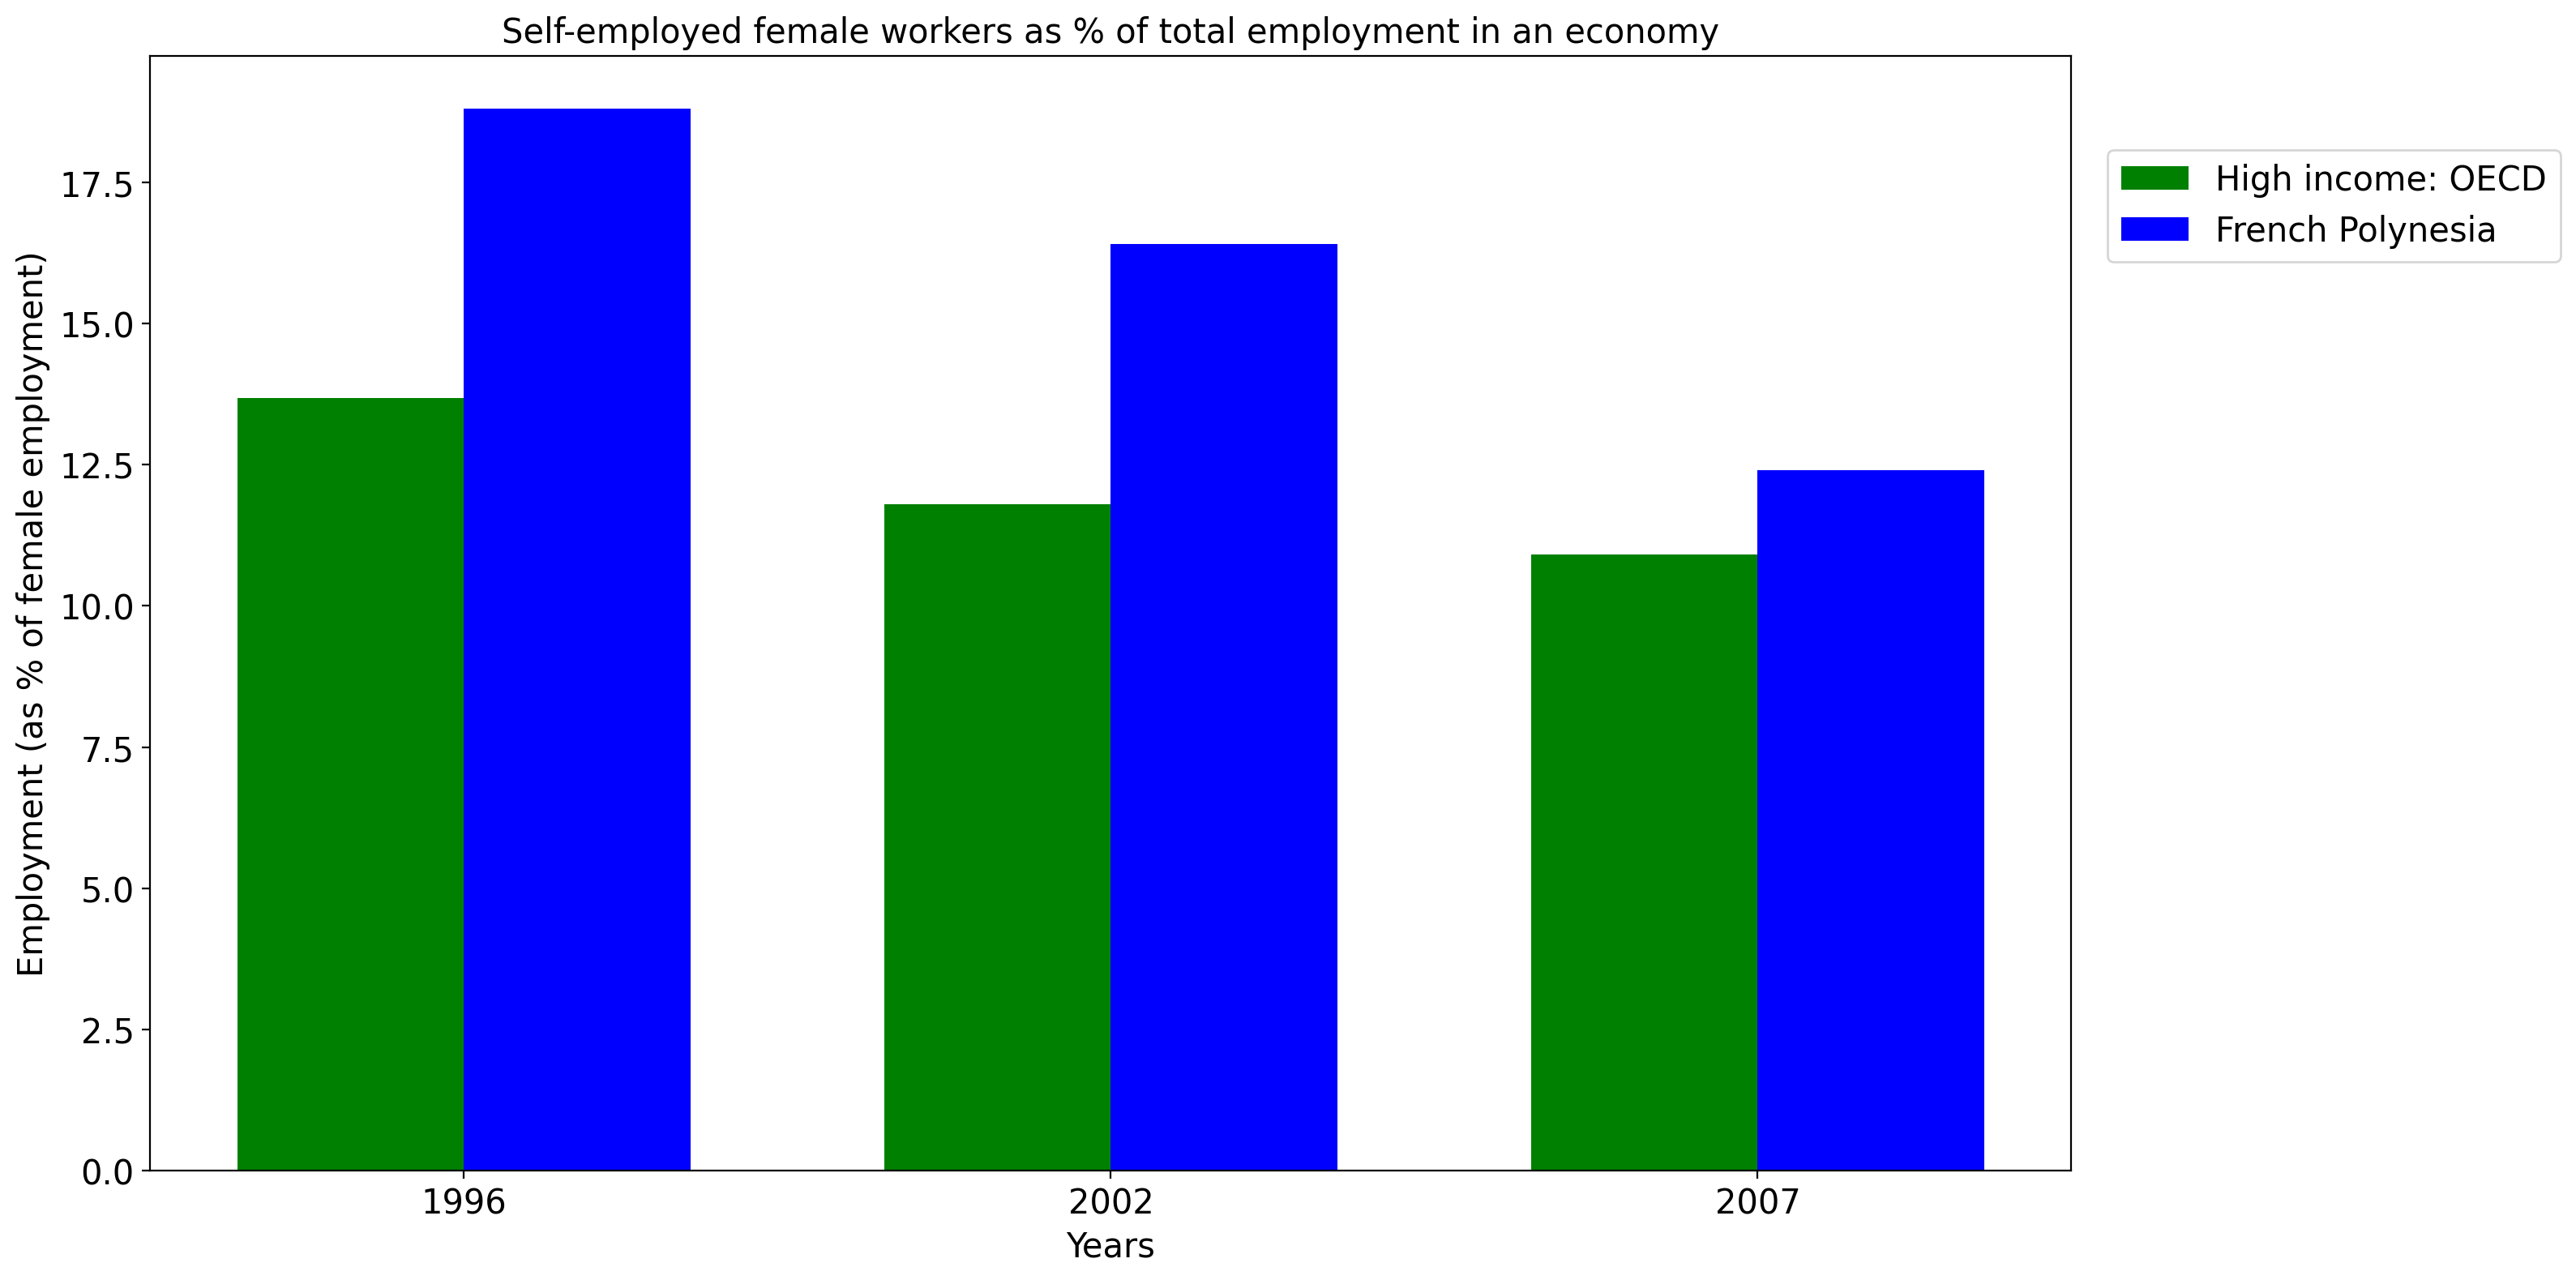 Self-employed female workers as % of total employment in an economy
Employment (as % of female employment)
17.5
15.0
12.5
10.0
7.5
5.0
2.5
0.0
1996
2002
2007
Years
High income: OECD
French Polynesia